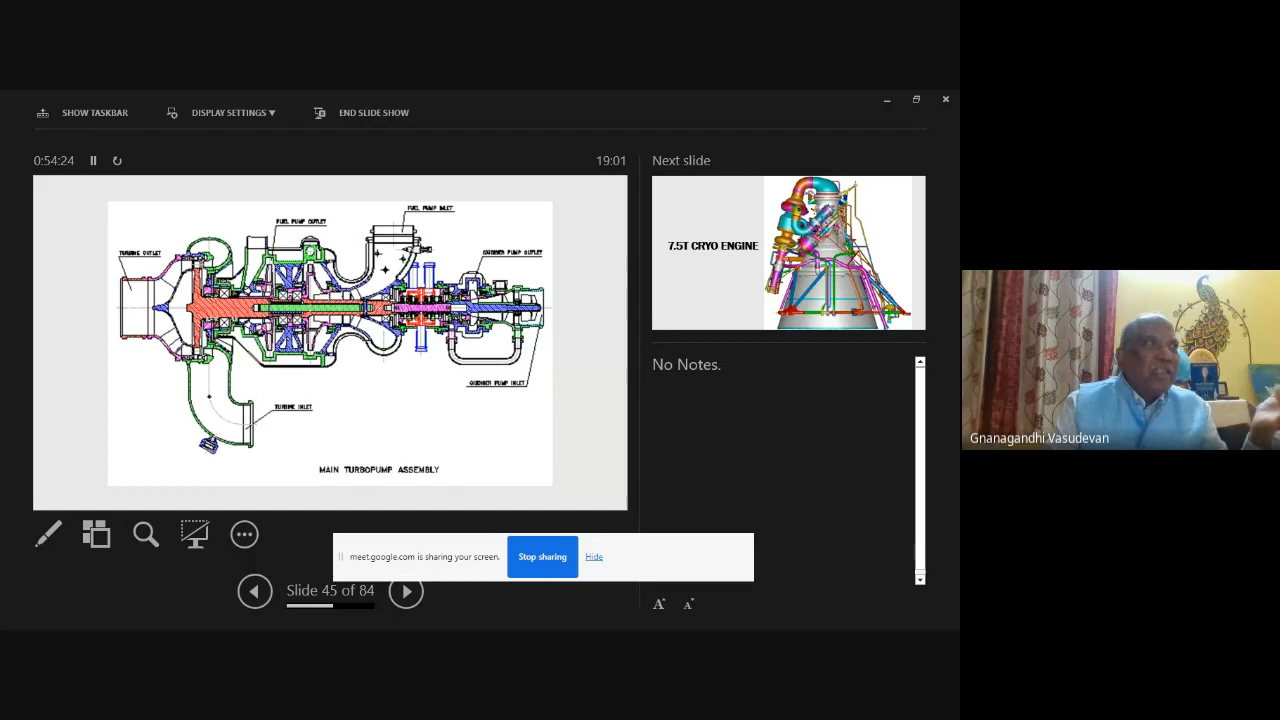 SHOW TASKBAR
DISPLAY SETTINGS ▾
END SLIDE SHOW
0:54:24
19:01
Next slide
FUEL PUMP INLET
FUEL PUMP OUTLET
TURBINE OUTLET
OXIDISER PUMP OUTLET
OXIDISER PUMP INLET
TURBINE INLET
MAIN TURBOPUMP ASSEMBLY
7.5T CRYO ENGINE
No Notes.
Gnanagandhi Vasudevan
meet.google.com is sharing your screen.
Stop sharing
Hide
Slide 45 of 84
A A